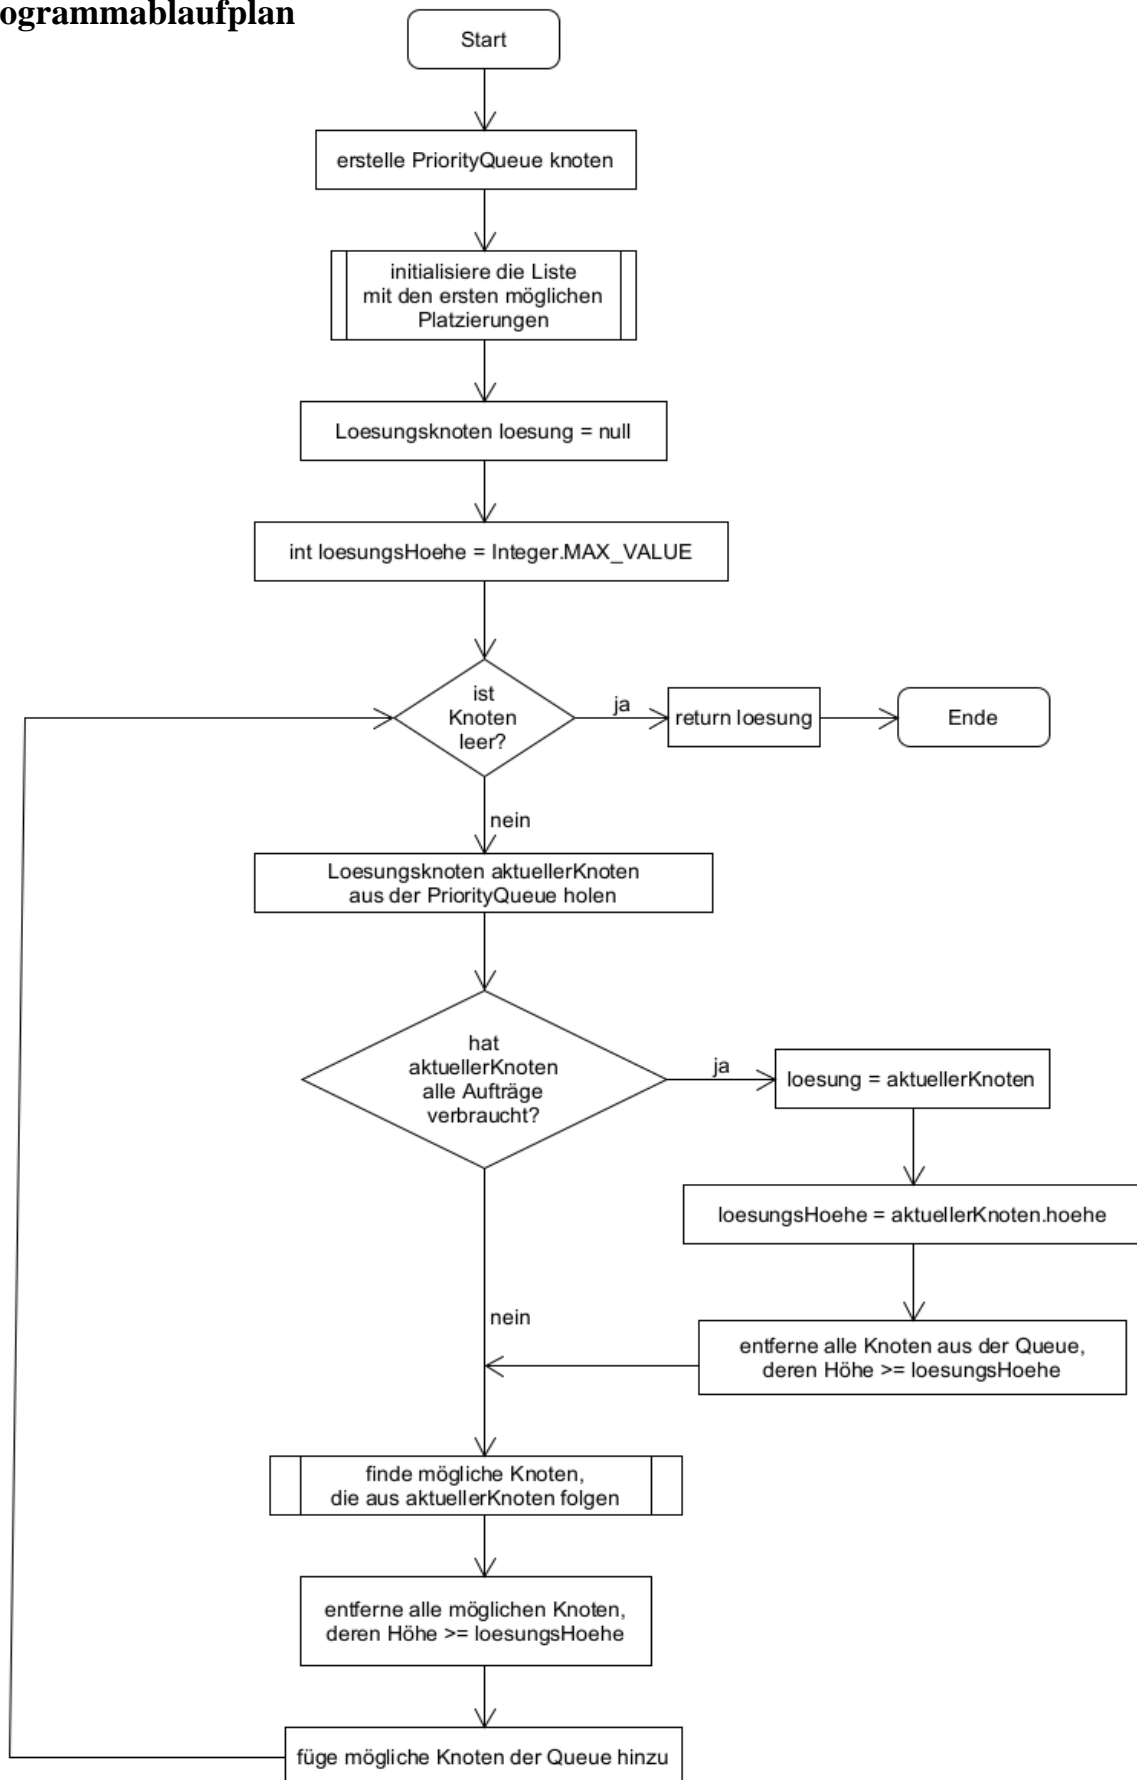 ogrammablaufplan
Start
erstelle PriorityQueue knoten
initialisiere die Liste
mit den ersten möglichen
Platzierungen
Loesungsknoten loesung = null
int loesungsHoehe = Integer.MAX_VALUE
ist
Knoten
leer?
ja
return loesung
Ende
nein
Loesungsknoten aktuellerKnoten
aus der PriorityQueue holen
hat
aktuellerKnoten
alle Aufträge
verbraucht?
ja
loesung = aktuellerKnoten
loesungsHoehe = aktuellerKnoten.hoehe
entferne alle Knoten aus der Queue,
deren Höhe >= loesungsHoehe
nein
finde mögliche Knoten,
die aus aktuellerKnoten folgen
entferne alle möglichen Knoten,
deren Höhe >= loesungsHoehe
füge mögliche Knoten der Queue hinzu